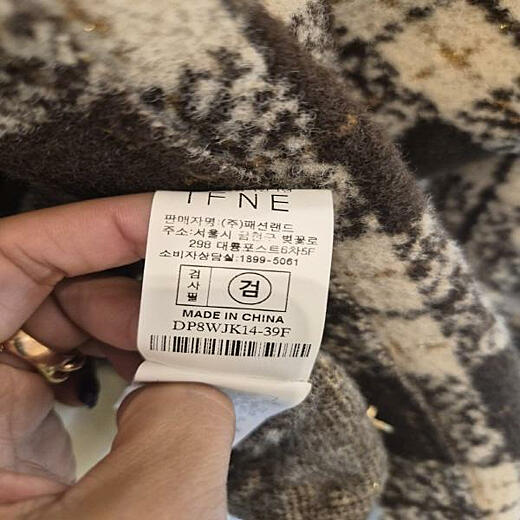 IFNE
판매자명:(주)패션랜드
주소:서울시 금천구 벚꽃로
298 대륭포스트6차5F
소비자상담실:1899-5061
검사필
검
MADE IN CHINA
DP8WJK14-39F